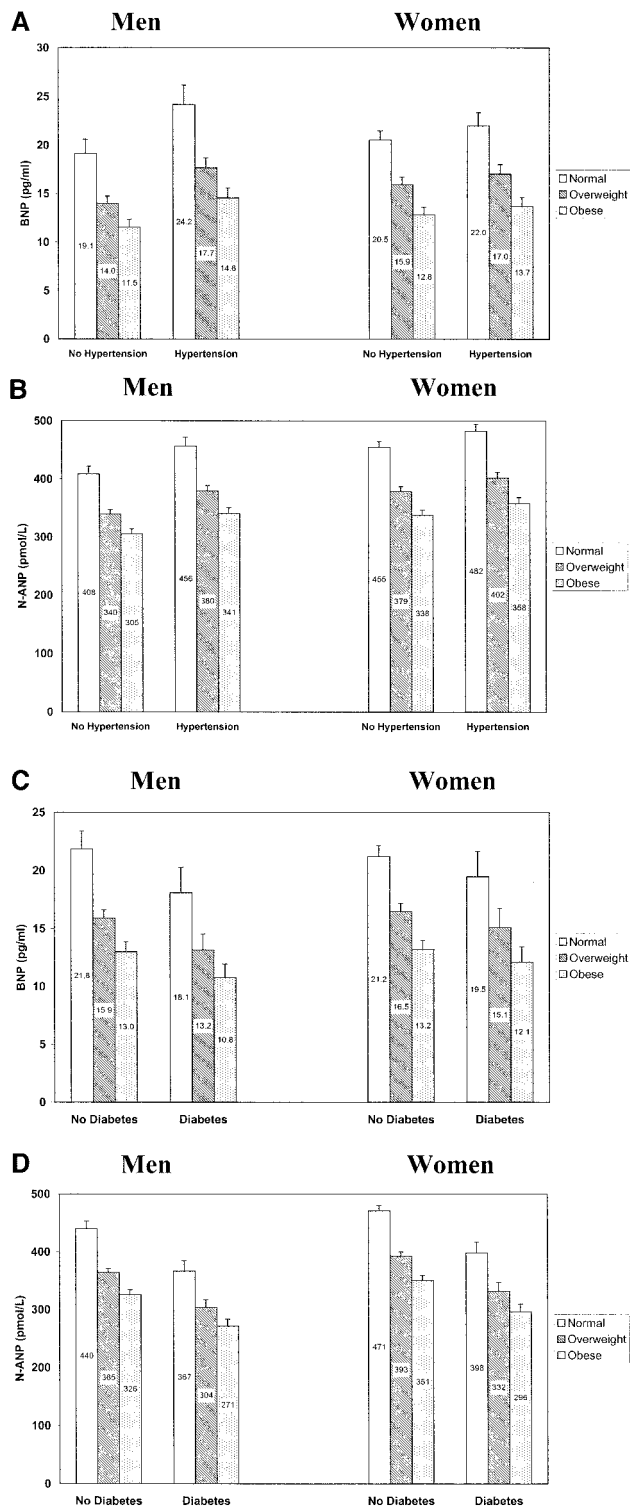 A
Men
Women
30
25
20
15
10
5
0
BNP (pg/ml)
19.1
14.0
11.5
24.2
17.7
14.6
20.5
15.9
12.8
22.0
17.0
13.7
No Hypertension
Hypertension
No Hypertension
Hypertension
Normal
Overweight
Obese
B
Men
Women
500
400
300
200
100
0
N-ANP (pmol/L)
408
340
305
456
380
341
455
379
338
482
402
358
No Hypertension
Hypertension
No Hypertension
Hypertension
Normal
Overweight
Obese
C
Men
Women
25
20
15
10
5
0
BNP (pg/ml)
21.8
15.9
13.0
18.1
13.2
10.8
21.2
16.5
13.2
19.5
15.1
12.1
No Diabetes
Diabetes
No Diabetes
Diabetes
Normal
Overweight
Obese
D
Men
Women
500
400
300
200
100
0
N-ANP (pmol/L)
440
365
326
367
304
271
471
393
351
398
332
296
No Diabetes
Diabetes
No Diabetes
Diabetes
Normal
Overweight
Obese